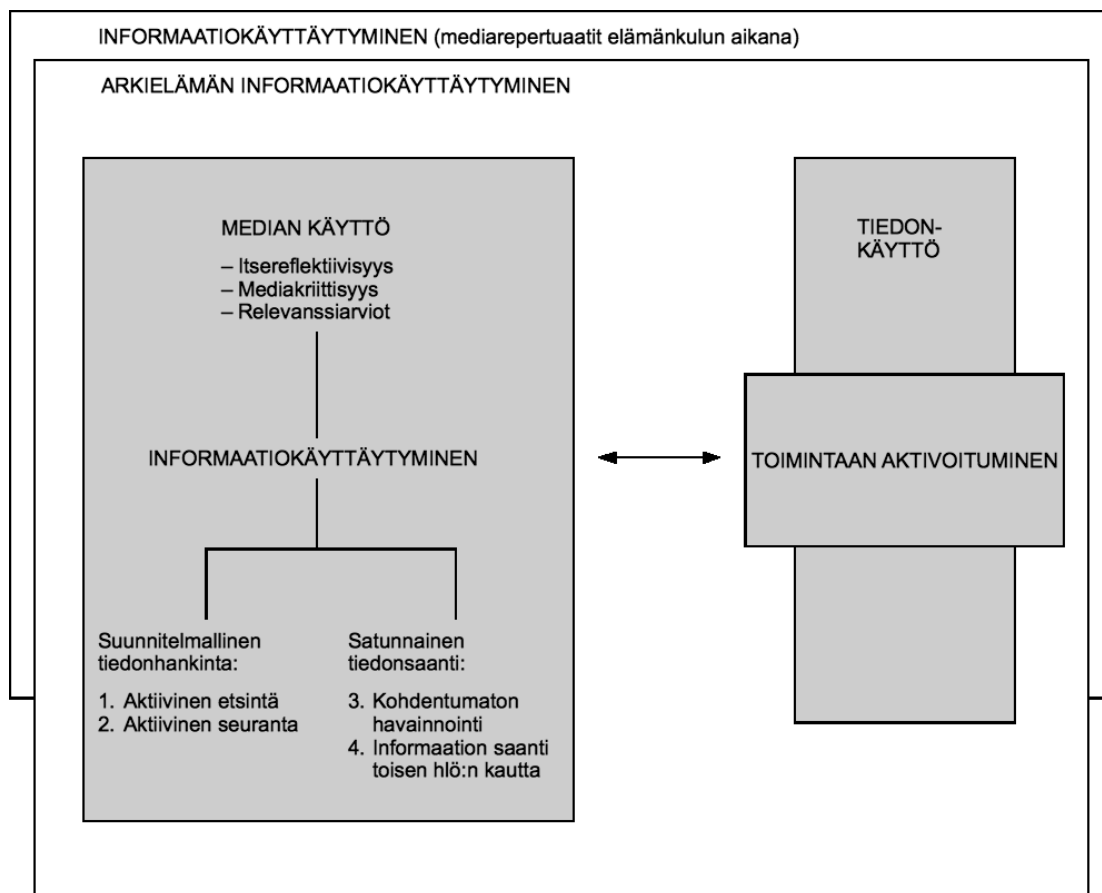 INFORMAATIOKÄYTTÄYTYMINEN (mediarepertuaatit elämänkulun aikana)
ARKIELÄMÄN INFORMAATIOKÄYTTÄYTYMINEN
MEDIAN KÄYTTÖ
– Itsereflektiivisyys
– Mediakriittisyys
– Relevanssiarviot
INFORMAATIOKÄYTTÄYTYMINEN
Suunnitelmallinen
tiedonhankinta:
1. Aktiivinen etsintä
2. Aktiivinen seuranta
Satunnainen
tiedonsaanti:
3. Kohdentumaton
havainnointi
4. Informaation saanti
toisen hlö:n kautta
TIEDON-
KÄYTTÖ
TOIMINTAAN AKTIVOITUMINEN